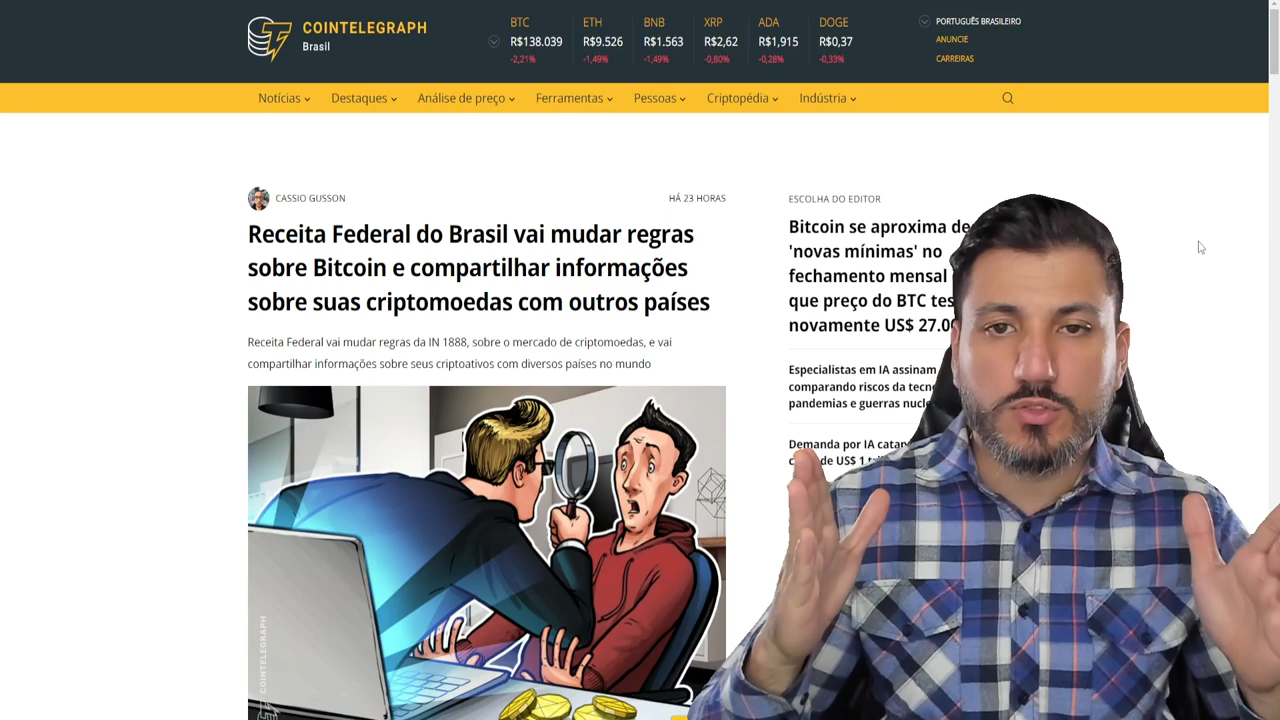 COINTELEGRAPH
Brasil
BTC ETH BNB XRP ADA DOGE
R$138.039 R$9.526 R$1.563 R$2,62 R$1,915 R$0,37
-2,21% -1,49% -1,49% -0,80% -0,28% -0,33%
PORTUGUÊS BRASILEIRO
ANUNCIE
CARREIRAS
Notícias Destaques Análise de preço Ferramentas Pessoas Criptopédia Indústria
CASSIO GUSSON HÁ 23 HORAS
Receita Federal do Brasil vai mudar regras
sobre Bitcoin e compartilhar informações
sobre suas criptomoedas com outros países
Receita Federal vai mudar regras da IN 1888, sobre o mercado de criptomoedas, e vai
compartilhar informações sobre seus criptoativos com diversos países no mundo
COINTELEGRAPH
ESCOLHA DO EDITOR
Bitcoin se aproxima de
'novas mínimas' no
fechamento mensal
que preço do BTC
novamente US$
Especialistas em IA assinam
comparando riscos da
pandemias e guerras
Demanda por IA
de US$ 1